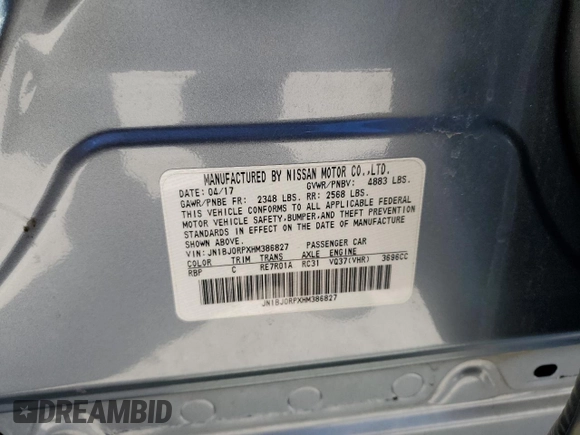 MANUFACTURED BY NISSAN MOTOR CO.,LTD.
DATE: 04/17 GVWR/PNBV: 4883 LBS.
GAWR/PNBE FR: 2348 LBS. RR: 2568 LBS.
THIS VEHICLE CONFORMS TO ALL APPLICABLE FEDERAL
MOTOR VEHICLE SAFETY,BUMPER,AND THEFT PREVENTION
STANDARDS IN EFFECT ON THE DATE OF MANUFACTURE
SHOWN ABOVE.
VIN: JN1BJ0RPXHM386827 PASSENGER CAR
COLOR TRIM TRANS AXLE ENGINE
RBP C RE7R01A RC31 VQ37(VHR) 3696CC
JN1BJ0RPXHM386827
DREAMBID